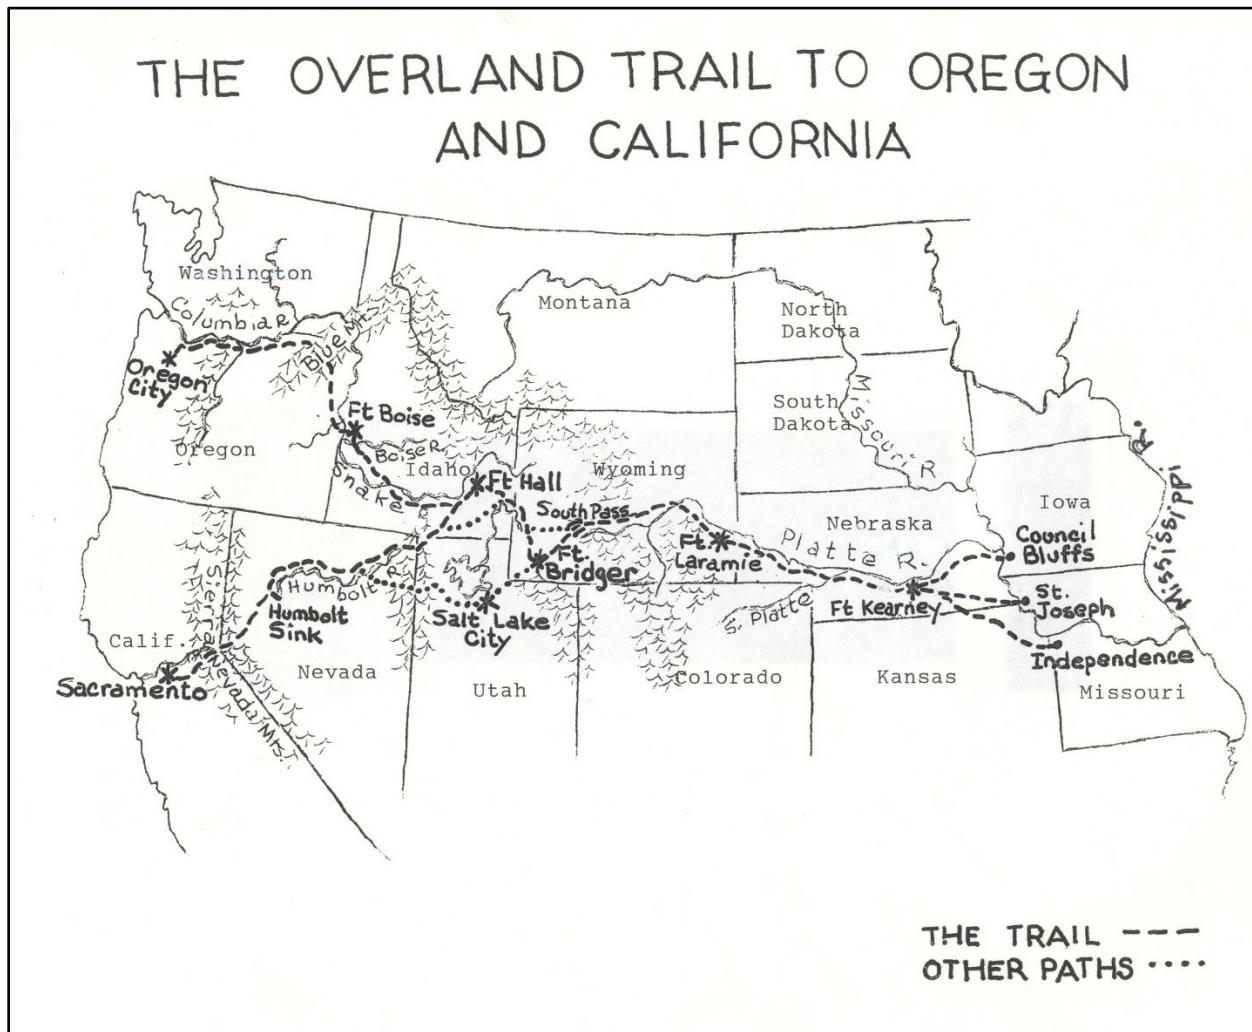 THE OVERLAND TRAIL TO OREGON
AND CALIFORNIA
Washington
Columbia R
Montana
North
Dakota
Blue Mts.
Oregon
City
Missouri R
South
Dakota
Ft Boise
Boise R
Oregon
Idaho
Wyoming
Mississippi R.
Snake
Ft Hall
South Pass
Iowa
Nebraska
Council
Bluffs
Platte R.
Ft.
Laramie
Ft.
Bridger
Humbolt R
St.
Joseph
Ft Kearney
S. Platte
Humbolt
Sink
Salt Lake
City
Calif.
Sierra Nevada Mts.
Independence
Nevada
Utah
Colorado
Kansas
Missouri
Sacramento
THE TRAIL
OTHER PATHS